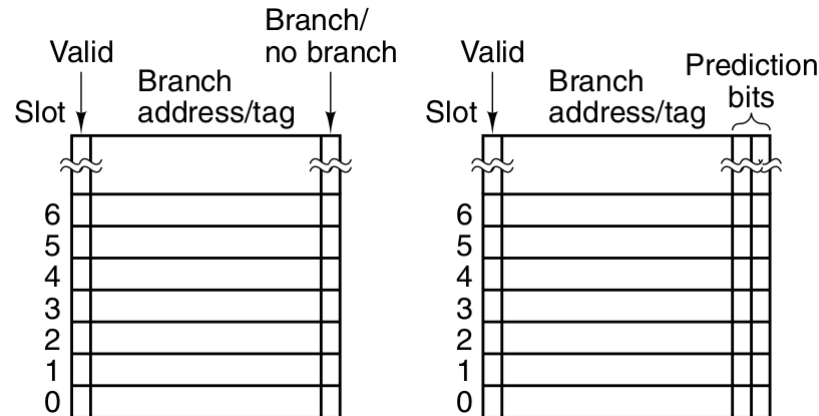 Valid
Branch/
no branch
Branch
address/tag
Slot
6
5
4
3
2
1
0
Valid
Branch
address/tag
Prediction
bits
Slot
6
5
4
3
2
1
0